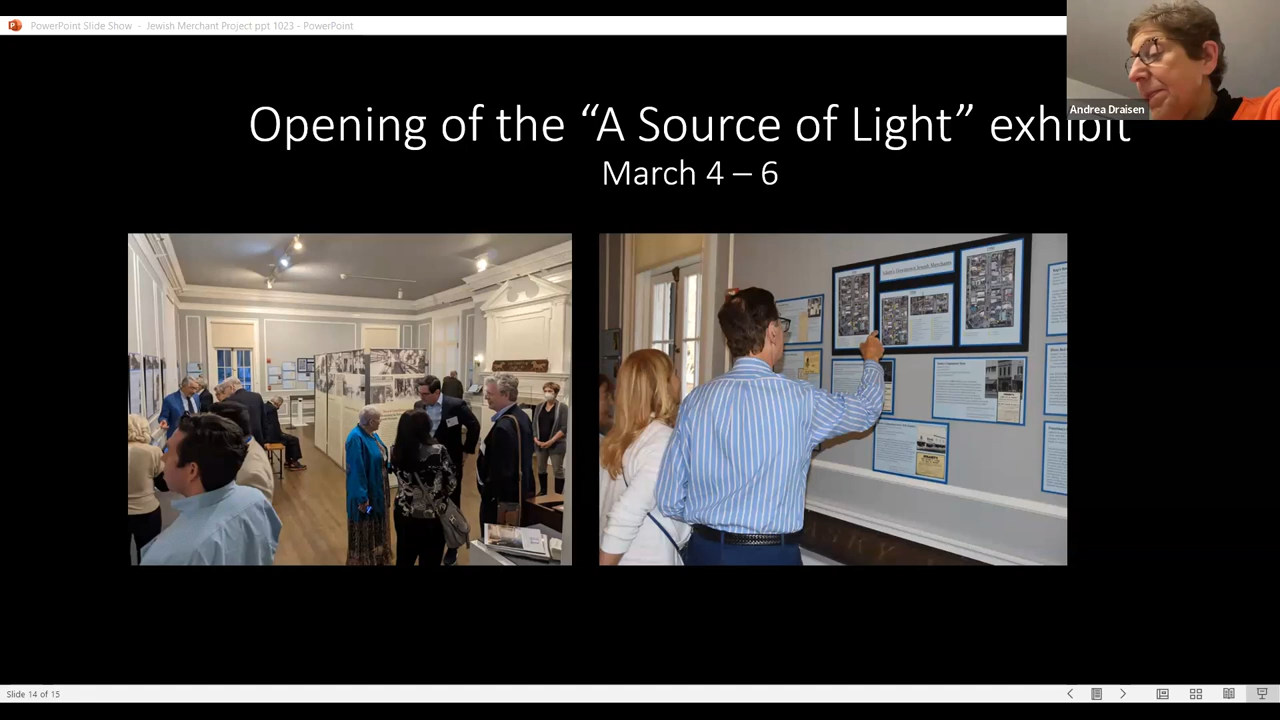 PowerPoint Slide Show - Jewish Merchant Project ppt 1023 - PowerPoint
Andrea Draisen
Opening of the “A Source of Light” exhibit
March 4 – 6
Slide 14 of 15